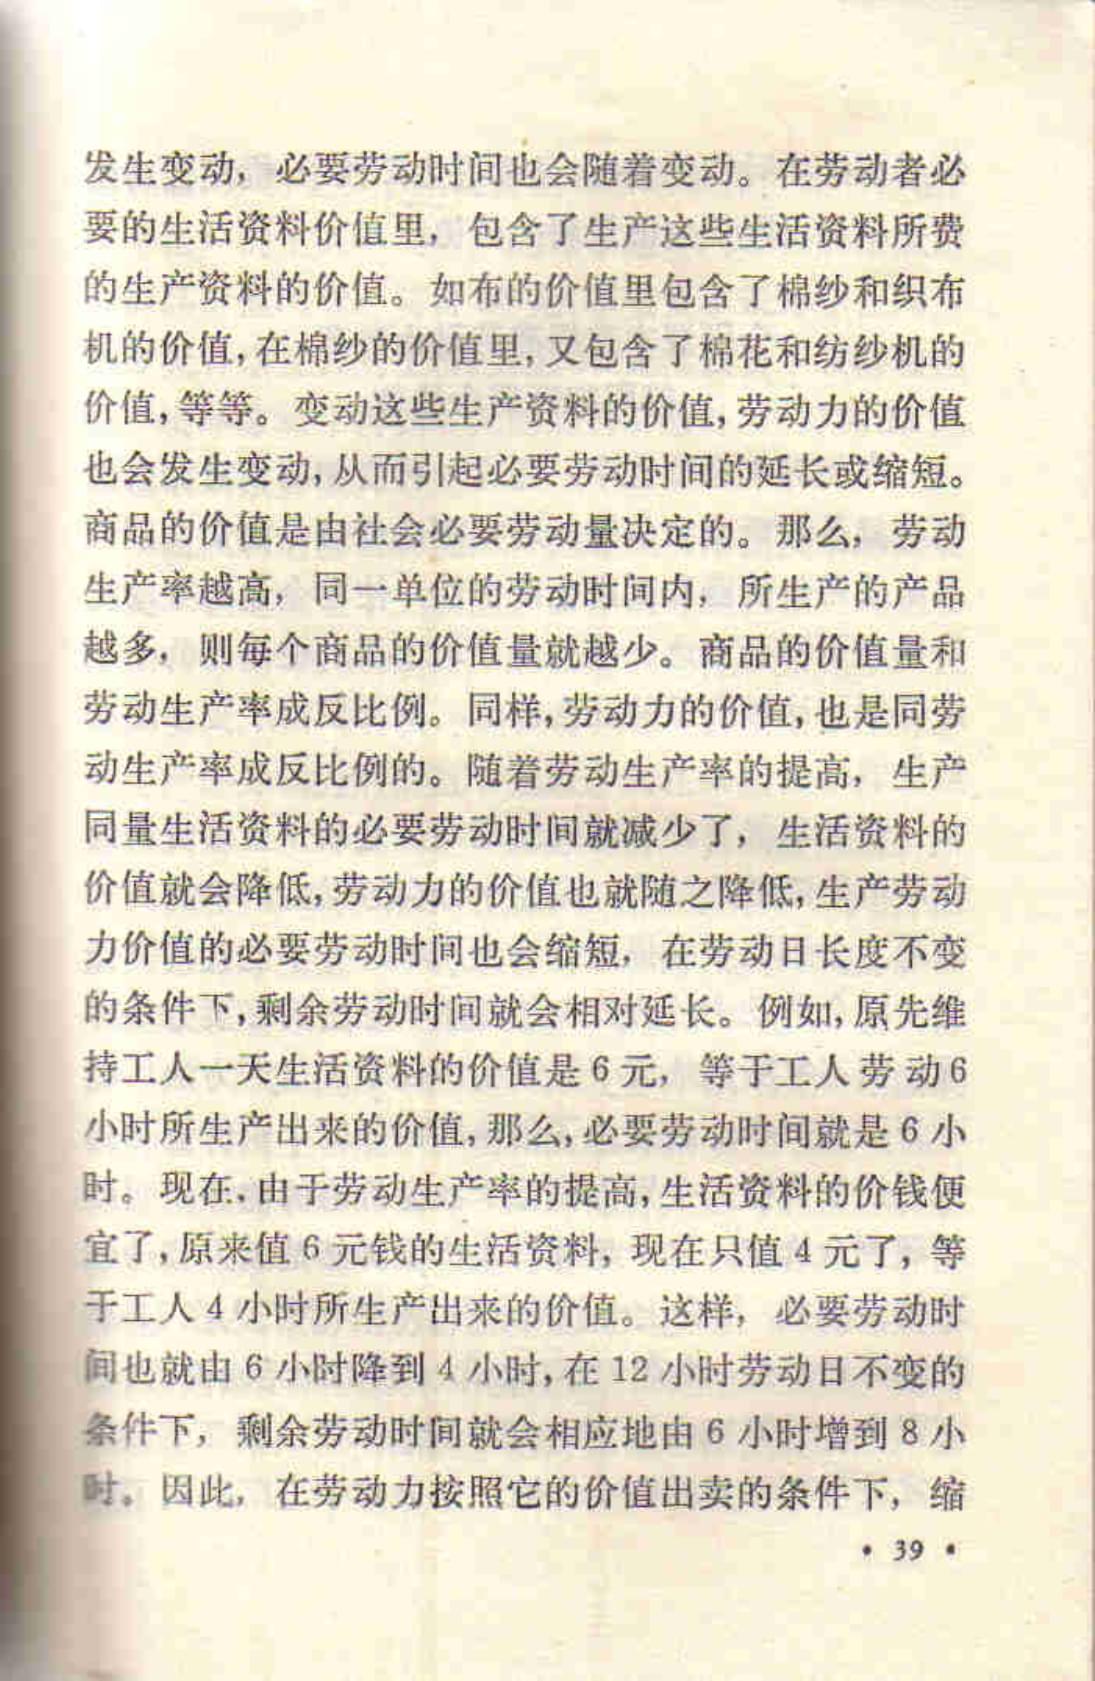 发生变动，必要劳动时间也会随着变动。在劳动者必
要的生活资料价值里，包含了生产这些生活资料所费
的生产资料的价值。如布的价值里包含了棉纱和织布
机的价值，在棉纱的价值里，又包含了棉花和纺纱机的
价值，等等。变动这些生产资料的价值，劳动力的价值
也会发生变动，从而引起必要劳动时间的延长或缩短。
商品的价值是由社会必要劳动量决定的。那么，劳动
生产率越高，同一单位的劳动时间内，所生产的产品
越多，则每个商品的价值量就越少。商品的价值量和
劳动生产率成反比例。同样，劳动力的价值，也是同劳
动生产率成反比例的。随着劳动生产率的提高，生产
同量生活资料的必要劳动时间就减少了，生活资料的
价值就会降低，劳动力的价值也就随之降低，生产劳动
力价值的必要劳动时间也会缩短，在劳动日长度不变
的条件下，剩余劳动时间就会相对延长。例如，原先维
持工人一天生活资料的价值是6元，等于工人劳动6
小时所生产出来的价值，那么，必要劳动时间就是6小
时。现在，由于劳动生产率的提高，生活资料的价钱便
宜了，原来值6元钱的生活资料，现在只值4元了，等
于工人4小时所生产出来的价值。这样，必要劳动时
间也就由6小时降到4小时，在12小时劳动日不变的
条件下，剩余劳动时间就会相应地由6小时增到8小
时。因此，在劳动力按照它的价值出卖的条件下，缩
• 39 •